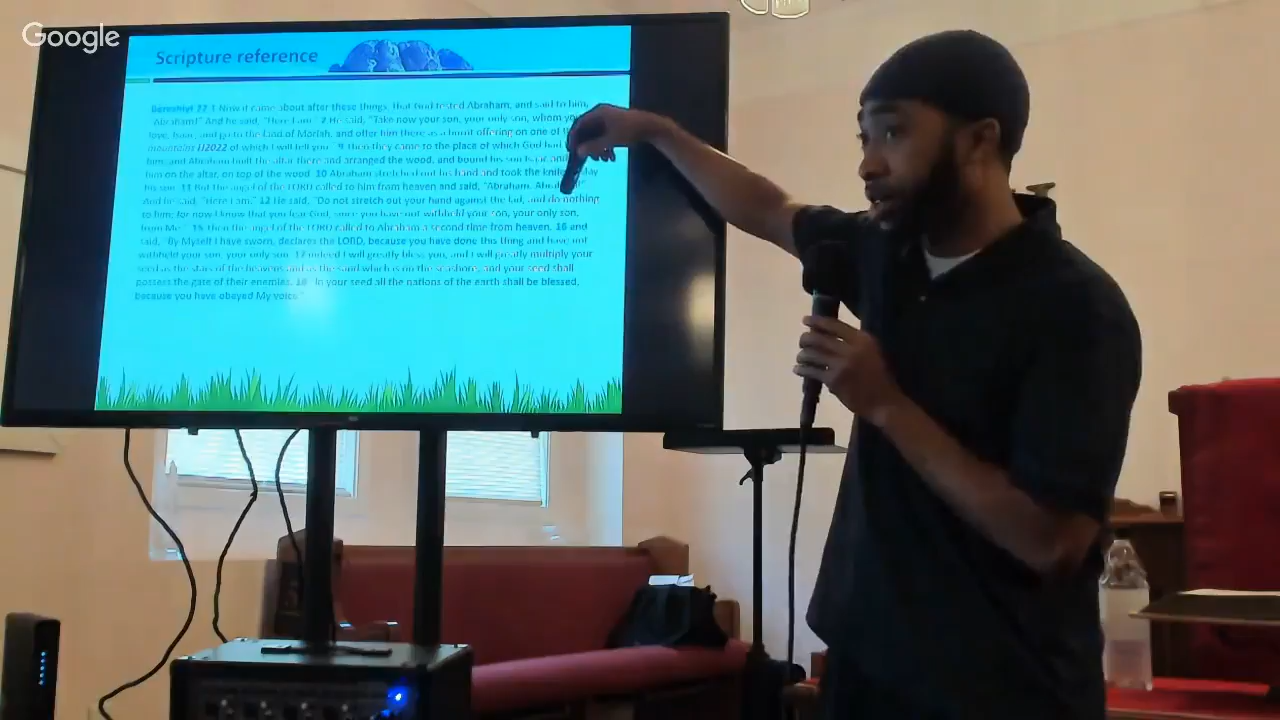 Google
Scripture reference
Bereshiyt 22 1 Now it came about after these things, that God tested Abraham, and said to him,
"Abraham!" And he said, "Here I am." 2 He said, "Take now your son, your only son, whom you
love, Isaac, and go to the land of Moriah, and offer him there as a burnt offering on one of
mountains JJ2022 of which I will tell you." 9 then they came to the place of which God had
him; and Abraham built the altar there and arranged the wood, and bound his son Isaac and
him on the altar, on top of the wood. 10 Abraham stretched out his hand and took the knife
his son. 11 But the angel of the LORD called to him from heaven and said, "Abraham,
And he said, "Here I am." 12 He said, "Do not stretch out your hand against the lad, and do nothing
to him; for now I know that you fear God, since you have not withheld your son, your only son,
from Me." 15 then the angel of the LORD called to Abraham a second time from heaven, 16 and
said, "By Myself I have sworn, declares the LORD, because you have done this thing and have not
withheld your son, your only son, 17 indeed I will greatly bless you, and I will greatly multiply your
seed as the stars of the heavens and as the sand which is on the seashore; and your seed shall
possess the gate of their enemies. 18 "In your seed all the nations of the earth shall be blessed,
because you have obeyed My voice."